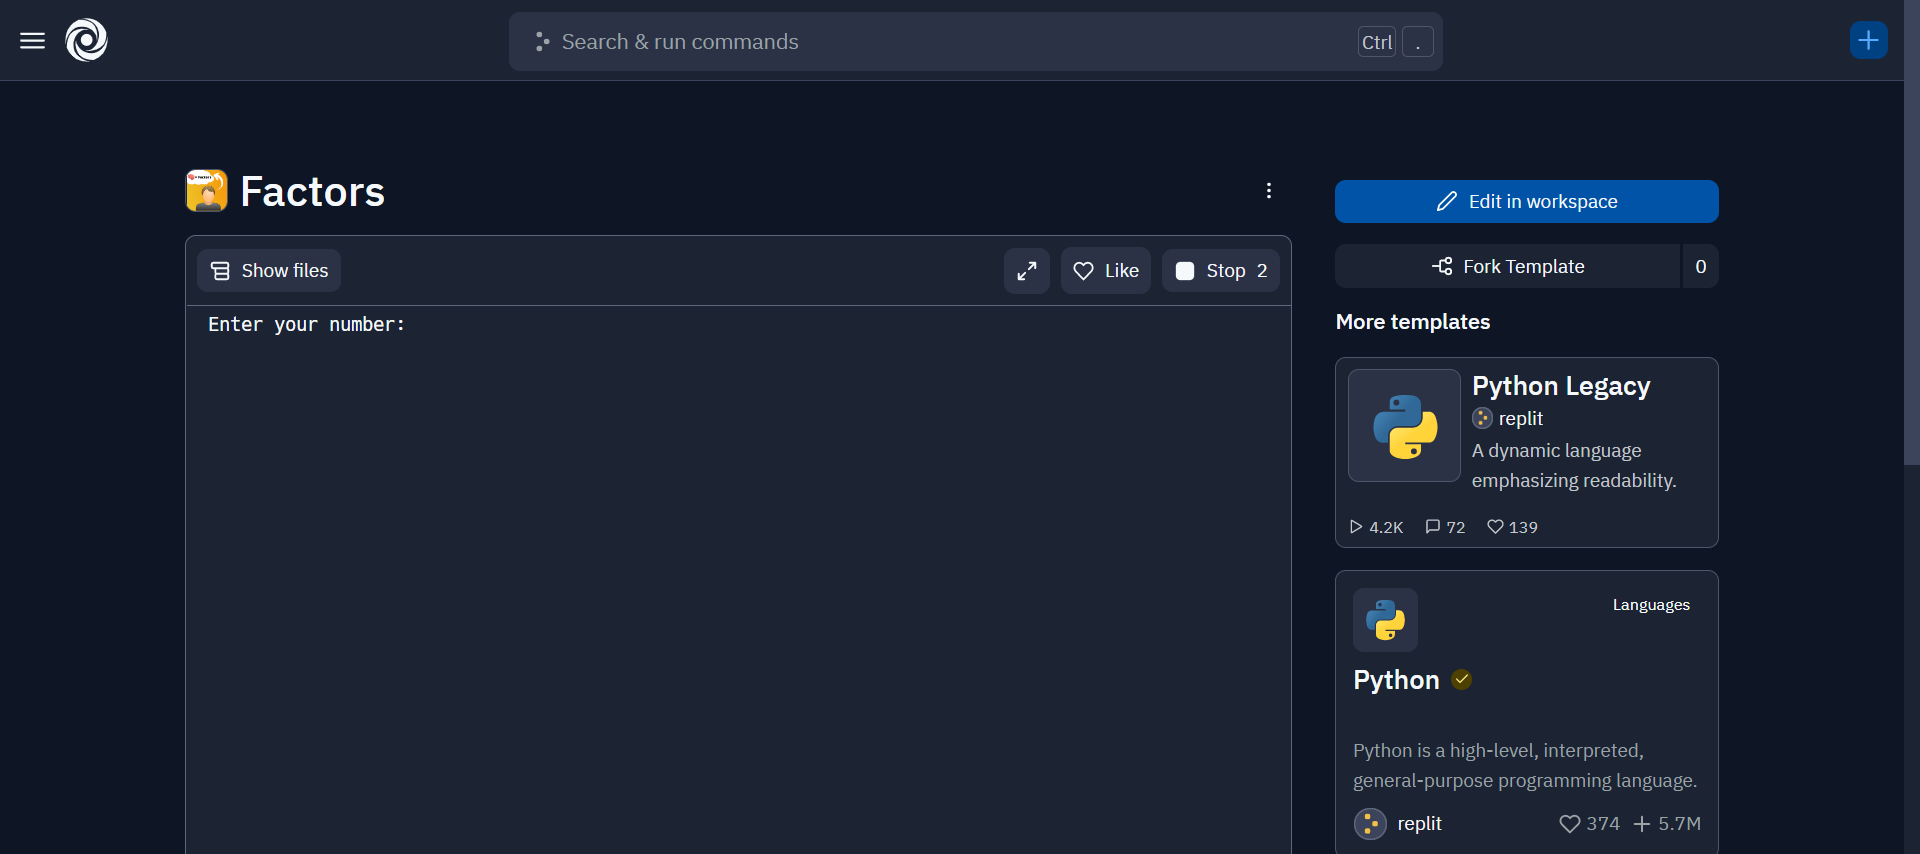 Search & run commands
Ctrl .
Factors
Show files
Like
Stop 2
Enter your number:
Edit in workspace
Fork Template
0
More templates
Python Legacy
replit
A dynamic language
emphasizing readability.
4.2K 72 139
Languages
Python
Python is a high-level, interpreted,
general-purpose programming language.
replit
374 5.7M